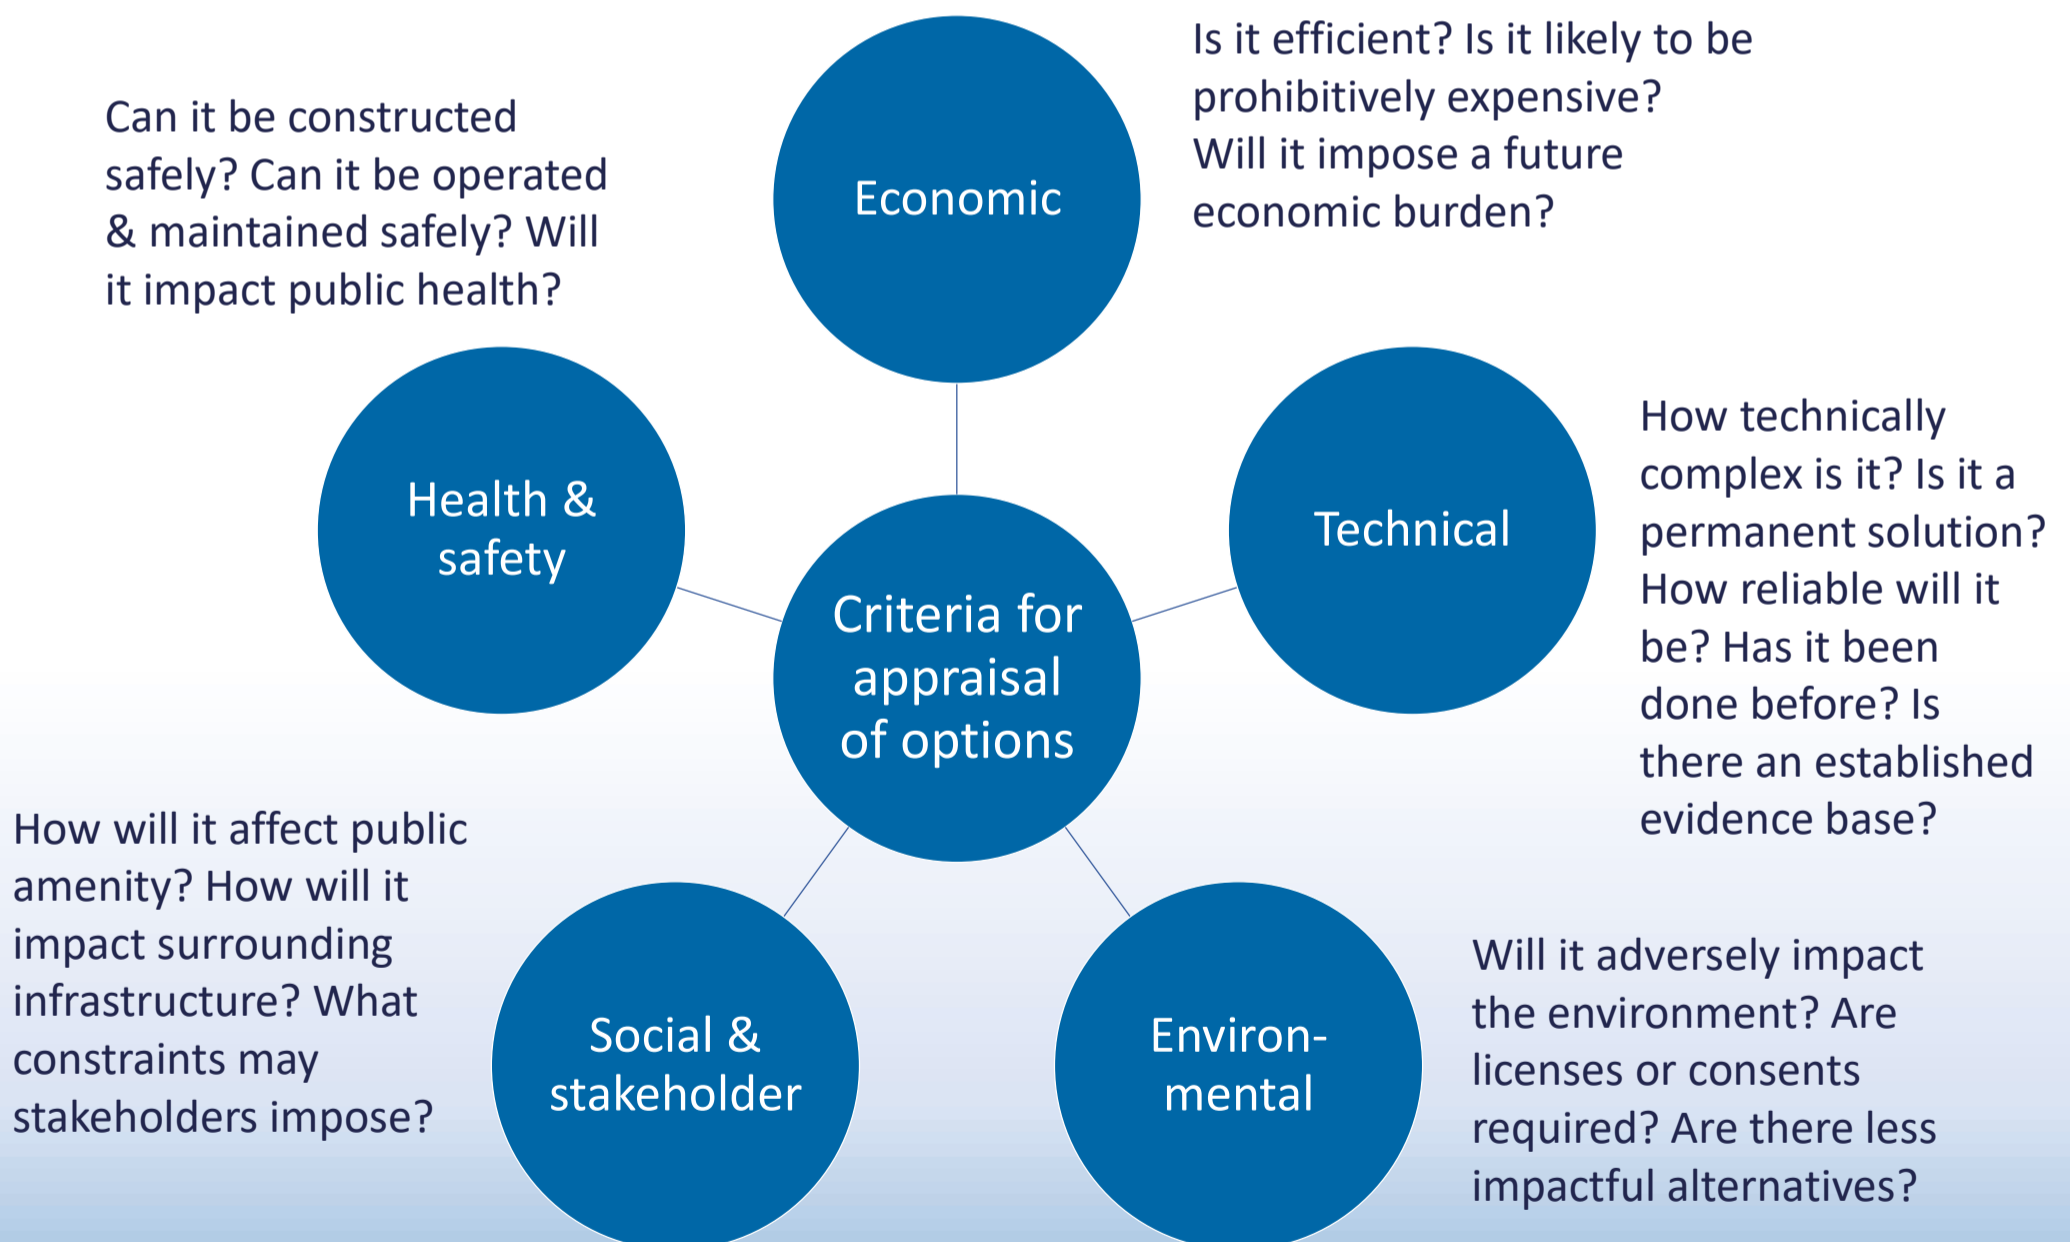 Economic
Is it efficient? Is it likely to be
prohibitively expensive?
Will it impose a future
economic burden?
Can it be constructed
safely? Can it be operated
& maintained safely? Will
it impact public health?
Health &
safety
Technical
How technically
complex is it? Is it a
permanent solution?
How reliable will it
be? Has it been
done before? Is
there an established
evidence base?
Criteria for
appraisal
of options
How will it affect public
amenity? How will it
impact surrounding
infrastructure? What
constraints may
stakeholders impose?
Social &
stakeholder
Environ-
mental
Will it adversely impact
the environment? Are
licenses or consents
required? Are there less
impactful alternatives?